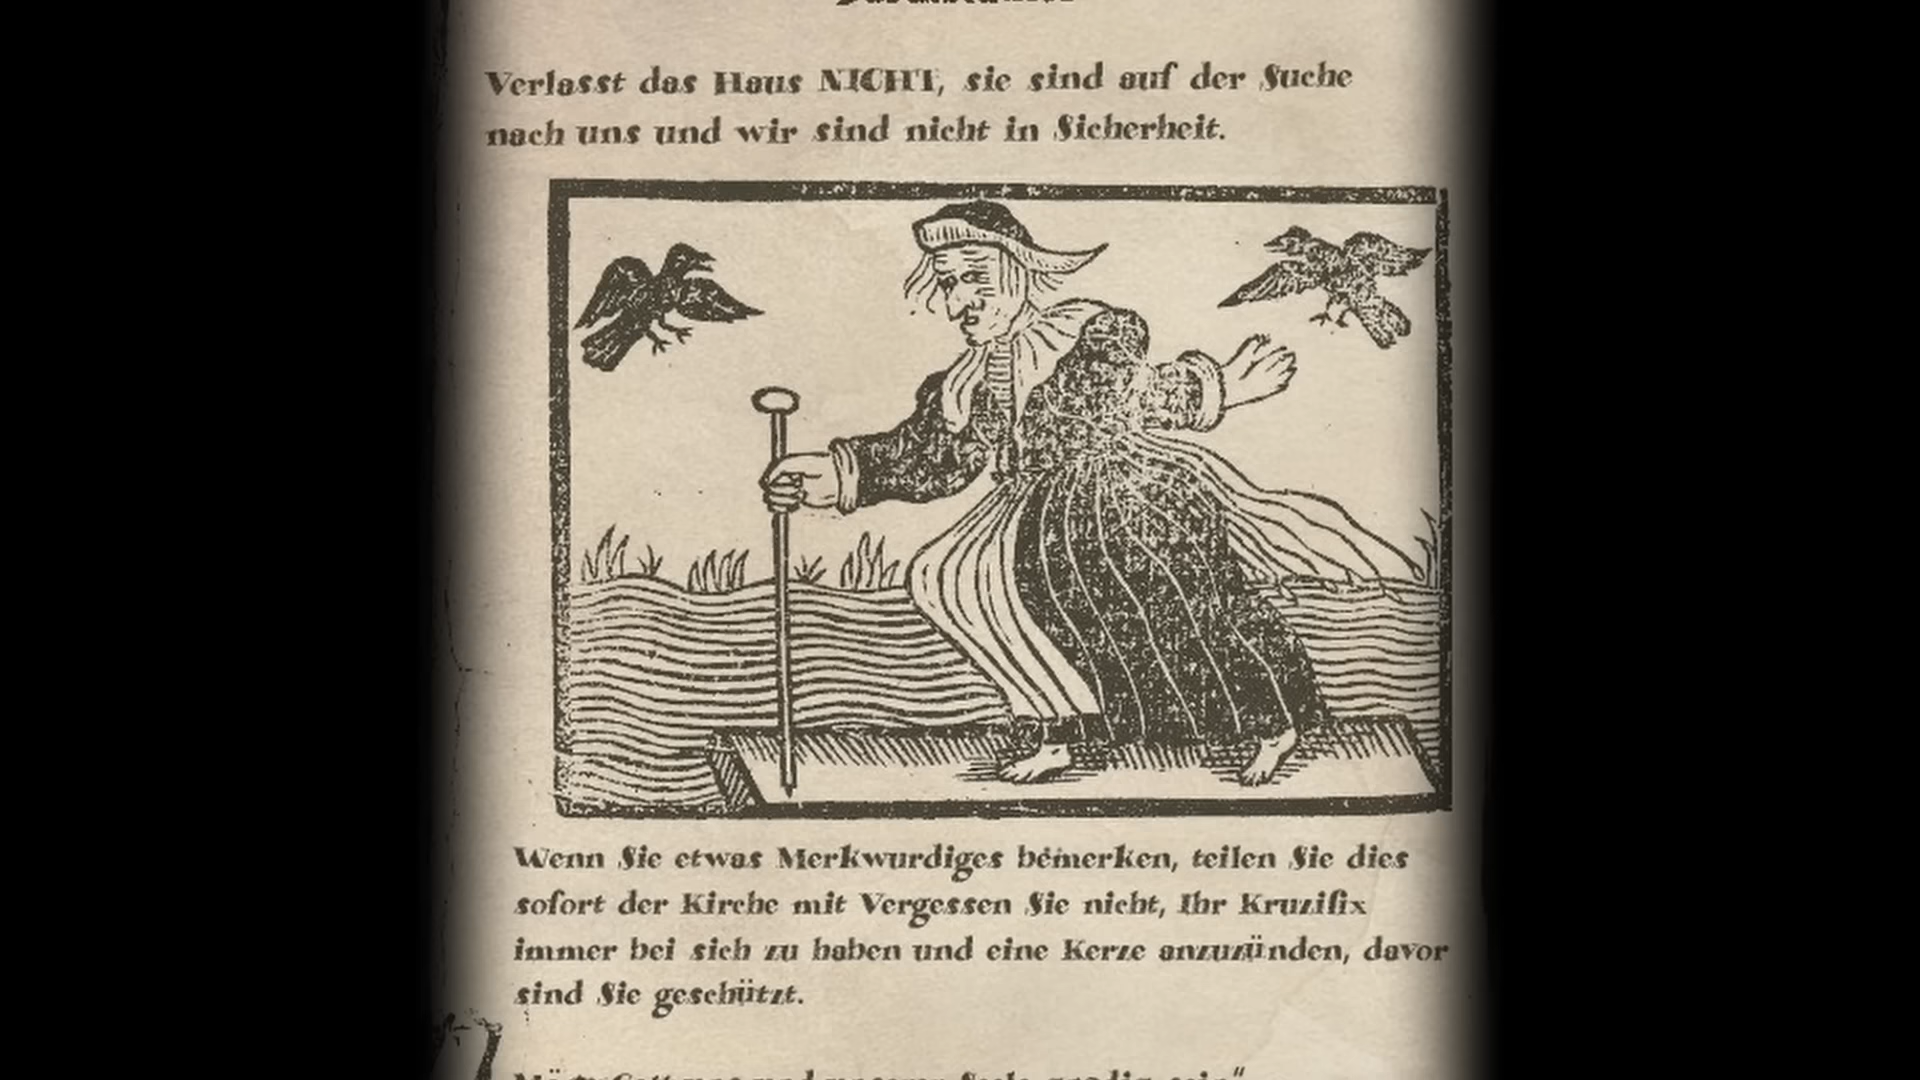 Verlasst das Haus NICHT, sie sind auf der Suche
nach uns und wir sind nicht in Sicherheit.
Wenn Sie etwas Merkwurdiges bemerken, teilen Sie dies
sofort der Kirche mit Vergessen Sie nicht, Ihr Kruzifix
immer bei sich zu haben und eine Kerze anzuzünden, davor
sind Sie geschützt.